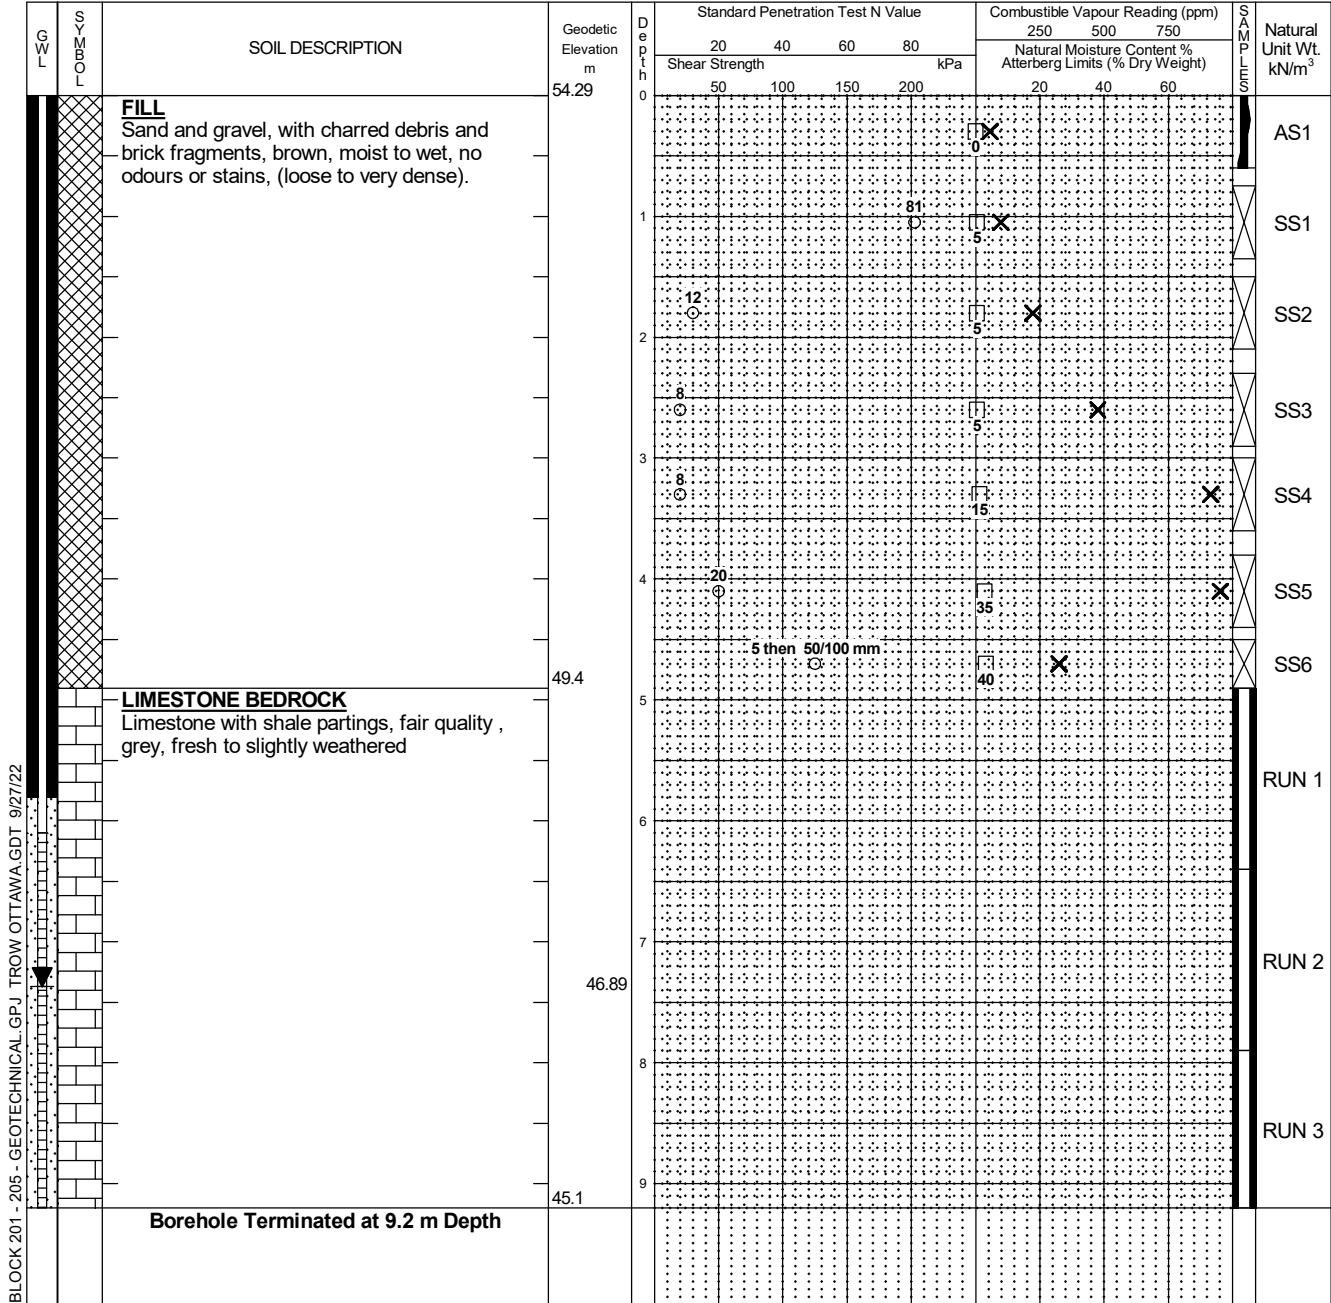 GWL
SYMBOL
SOIL DESCRIPTION
Geodetic
Elevation
m
Depth
Standard Penetration Test N Value
20 40 60 80
Shear Strength kPa
50 100 150 200
Combustible Vapour Reading (ppm)
250 500 750
Natural Moisture Content %
Atterberg Limits (% Dry Weight)
20 40 60
SAMPLES
Natural
Unit Wt.
kN/m³
54.29
0
FILL
Sand and gravel, with charred debris and
brick fragments, brown, moist to wet, no
odours or stains, (loose to very dense).
0
AS1
81
1
5
SS1
12
5
SS2
2
8
5
SS3
3
8
15
SS4
20
4
35
SS5
5 then 50/100 mm
40
SS6
49.4
LIMESTONE BEDROCK
Limestone with shale partings, fair quality ,
grey, fresh to slightly weathered
5
RUN 1
6
7
RUN 2
46.89
8
RUN 3
9
45.1
Borehole Terminated at 9.2 m Depth
BLOCK 201 - 205 - GEOTECHNICAL.GPJ TROW OTTAWA.GDT 9/27/22